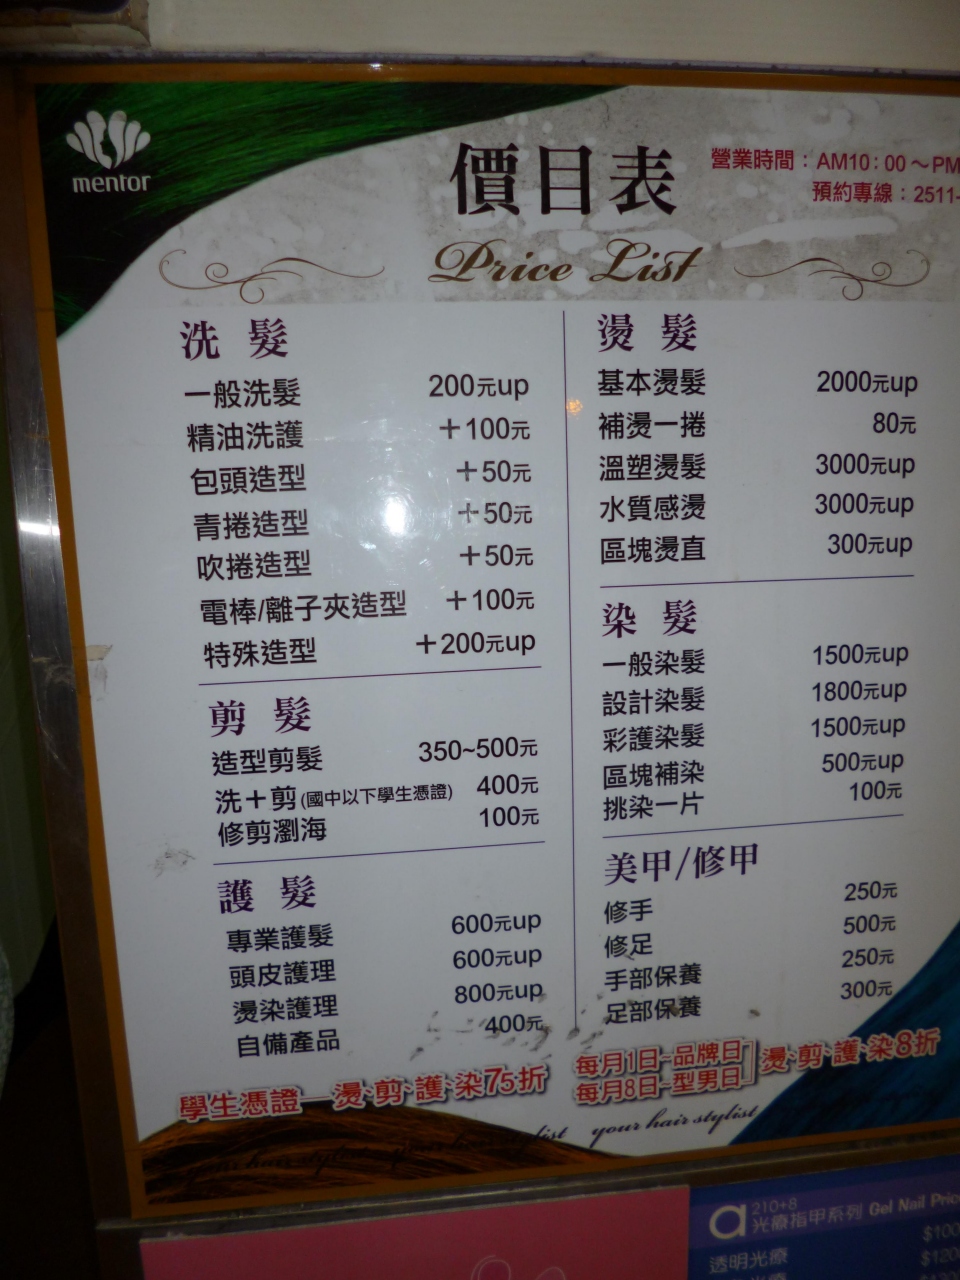 mentor
價目表
營業時間：AM10：00～PM
預約專線：2511-
Price List
洗 髮
一般洗髮 200元up
精油洗護 +100元
包頭造型 +50元
青捲造型 +50元
吹捲造型 +50元
電棒/離子夾造型 +100元
特殊造型 +200元up
剪 髮
造型剪髮 350~500元
洗+剪(國中以下學生憑證) 400元
修剪瀏海 100元
護 髮
專業護髮 600元up
頭皮護理 600元up
燙染護理 800元up
自備產品 400元
燙 髮
基本燙髮 2000元up
補燙一捲 80元
溫塑燙髮 3000元up
水質感燙 3000元up
區塊燙直 300元up
染 髮
一般染髮 1500元up
設計染髮 1800元up
彩護染髮 1500元up
區塊補染 500元up
挑染一片 100元
美甲/修甲
修手 250元
修足 500元
手部保養 250元
足部保養 300元
學生憑證─燙·剪·護·染75折
每月1日-品牌日
每月8日-型男日
燙·剪·護·染8折
your hair stylist
your hair stylist
210+8
光療指甲系列 Gel Nail Pric
透明光療 $100
$120